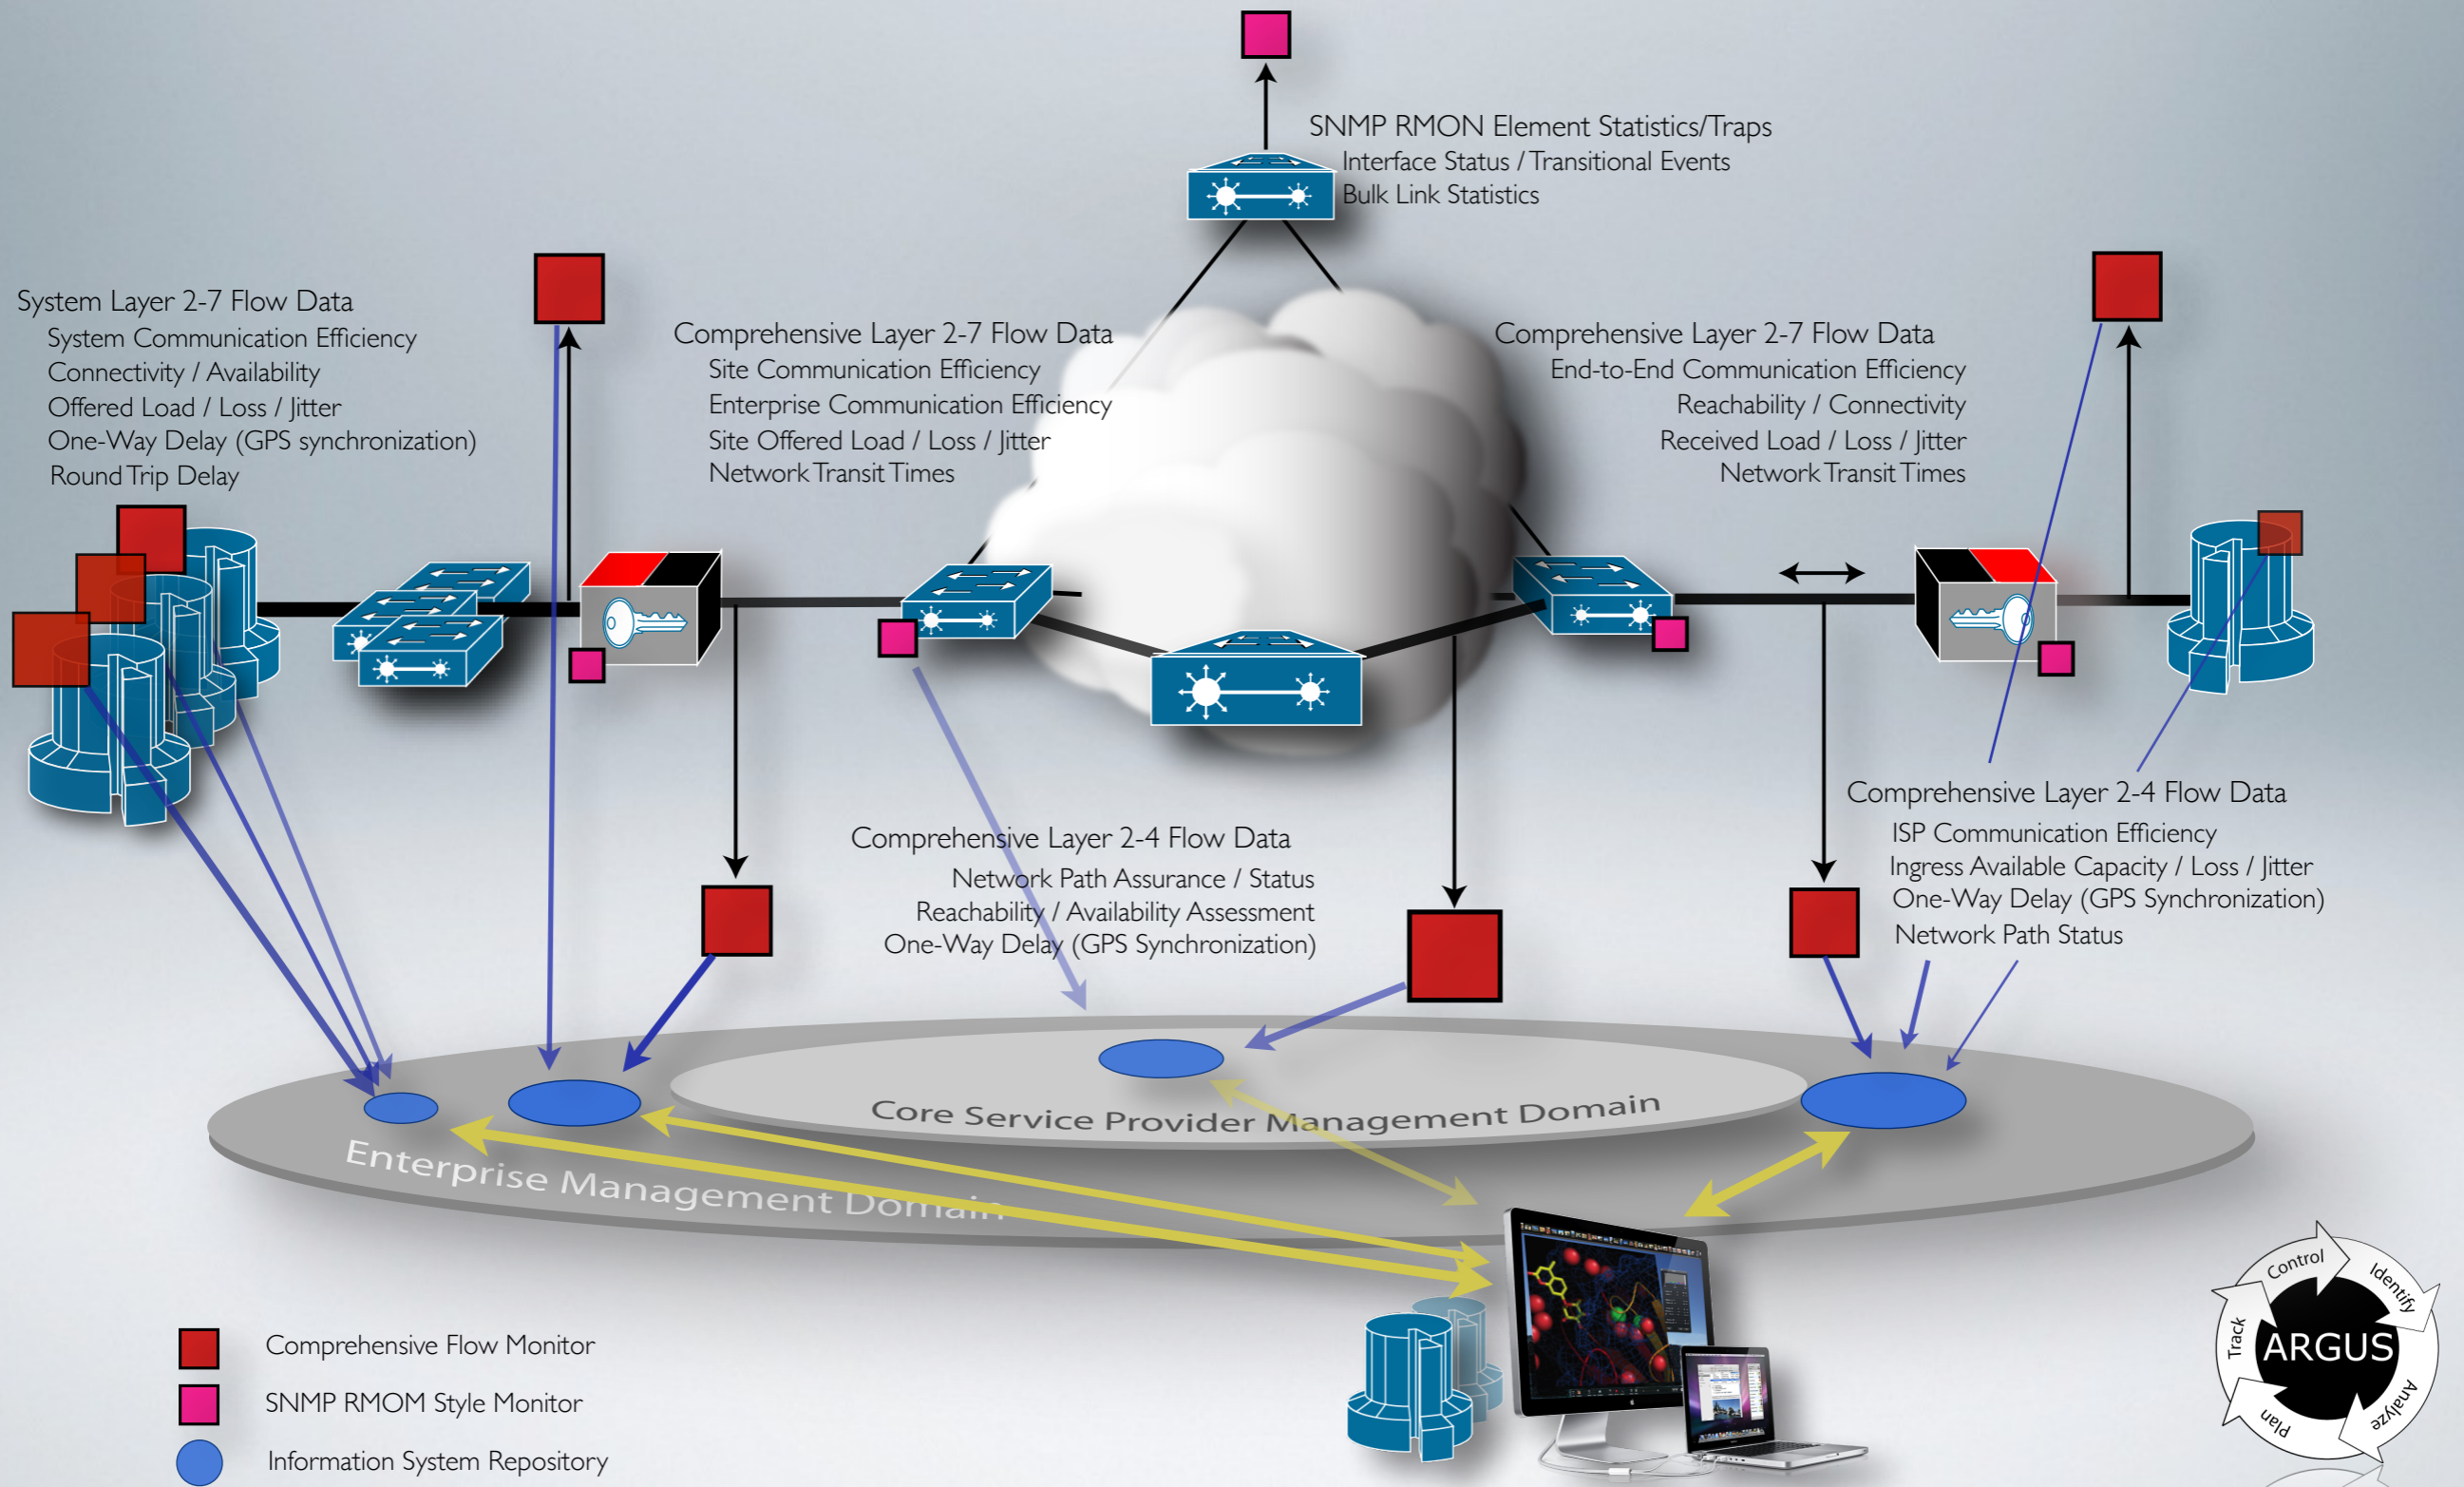 SNMP RMON Element Statistics/Traps
Interface Status / Transitional Events
Bulk Link Statistics
System Layer 2-7 Flow Data
System Communication Efficiency
Connectivity / Availability
Offered Load / Loss / Jitter
One-Way Delay (GPS synchronization)
Round Trip Delay
Comprehensive Layer 2-7 Flow Data
Site Communication Efficiency
Enterprise Communication Efficiency
Site Offered Load / Loss / Jitter
Network Transit Times
Comprehensive Layer 2-7 Flow Data
End-to-End Communication Efficiency
Reachability / Connectivity
Received Load / Loss / Jitter
Network Transit Times
Comprehensive Layer 2-4 Flow Data
Network Path Assurance / Status
Reachability / Availability Assessment
One-Way Delay (GPS Synchronization)
Comprehensive Layer 2-4 Flow Data
ISP Communication Efficiency
Ingress Available Capacity / Loss / Jitter
One-Way Delay (GPS Synchronization)
Network Path Status
Core Service Provider Management Domain
Enterprise Management Domain
Comprehensive Flow Monitor
SNMP RMOM Style Monitor
Information System Repository
Control
Identify
Analyze
Plan
Track
ARGUS